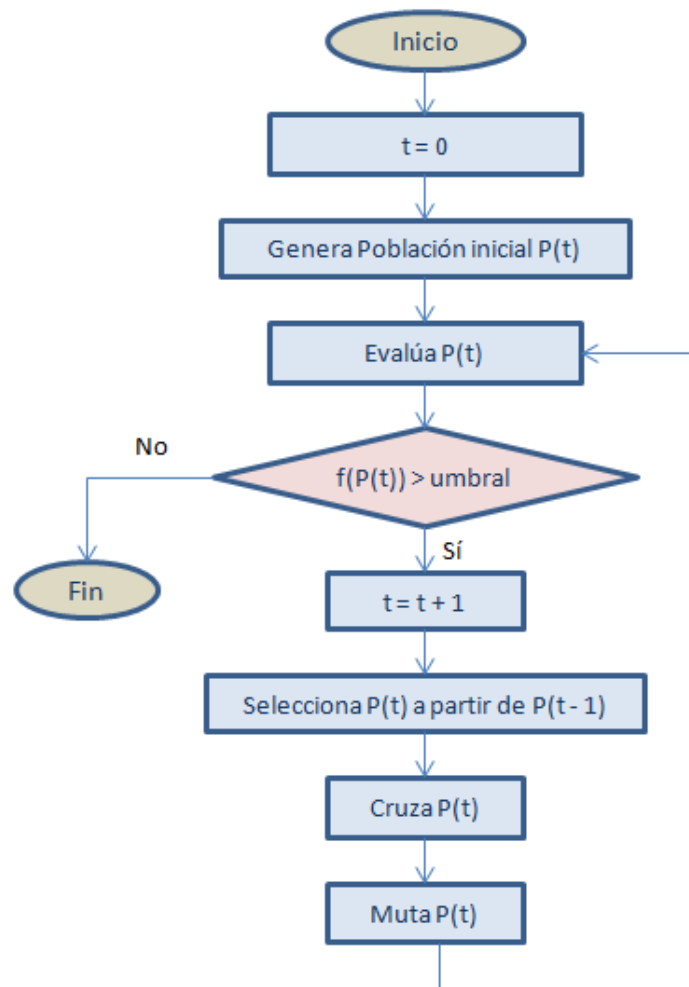 Inicio
t = 0
Genera Población inicial P(t)
Evalúa P(t)
No
f(P(t)) > umbral
Sí
Fin
t = t + 1
Selecciona P(t) a partir de P(t - 1)
Cruza P(t)
Muta P(t)